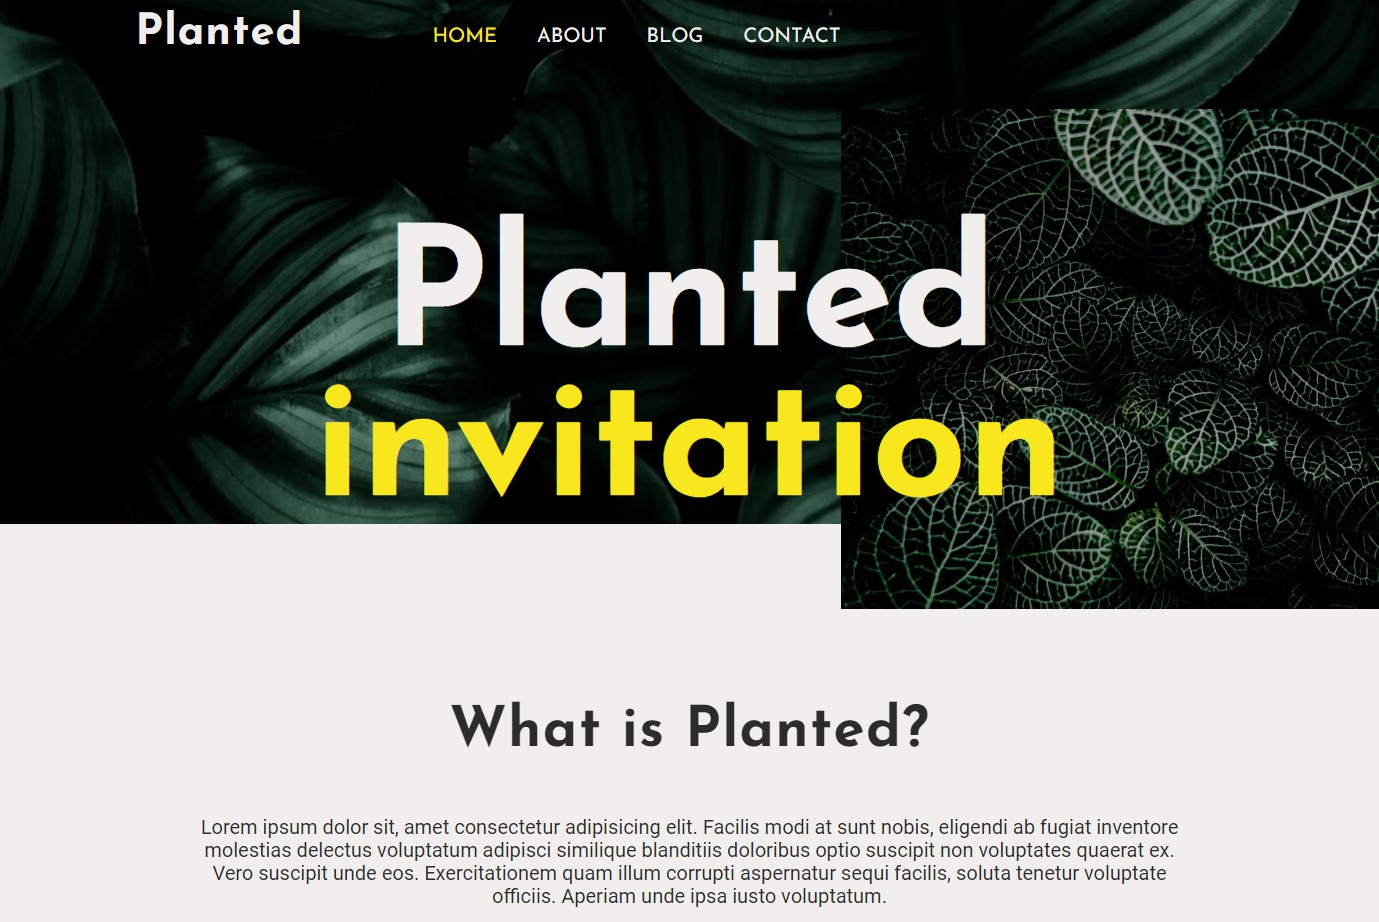 Planted
HOME ABOUT BLOG CONTACT
Planted
invitation
What is Planted?
Lorem ipsum dolor sit, amet consectetur adipisicing elit. Facilis modi at sunt nobis, eligendi ab fugiat inventore
molestias delectus voluptatum adipisci similique blanditiis doloribus optio suscipit non voluptates quaerat ex.
Vero suscipit unde eos. Exercitationem quam illum corrupti aspernatur sequi facilis, soluta tenetur voluptate
officiis. Aperiam unde ipsa iusto voluptatum.